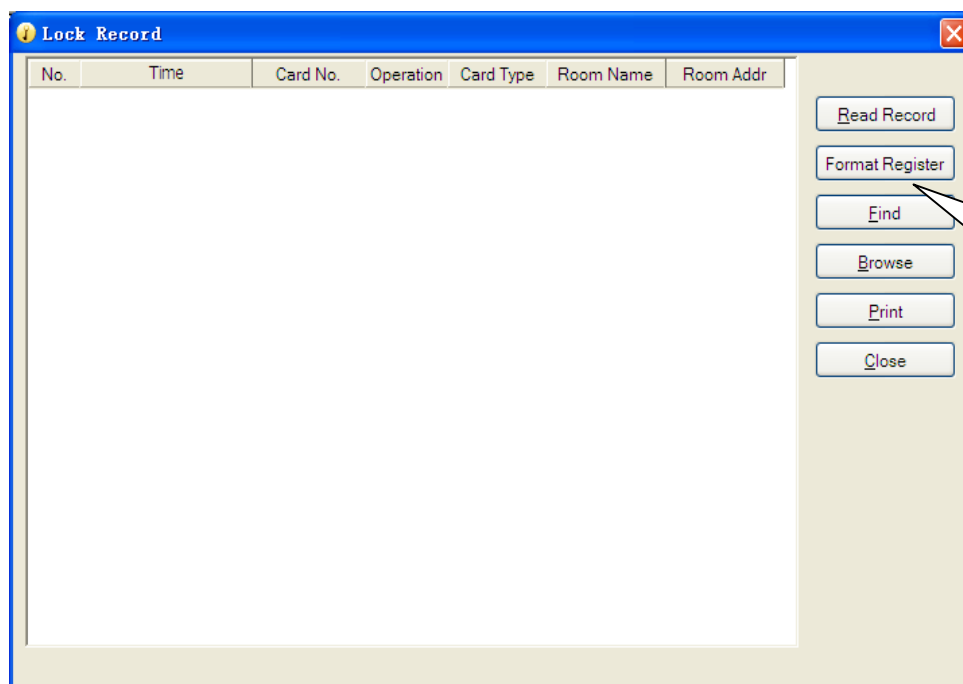 Lock Record
No. Time Card No. Operation Card Type Room Name Room Addr
Read Record
Format Register
Find
Browse
Print
Close